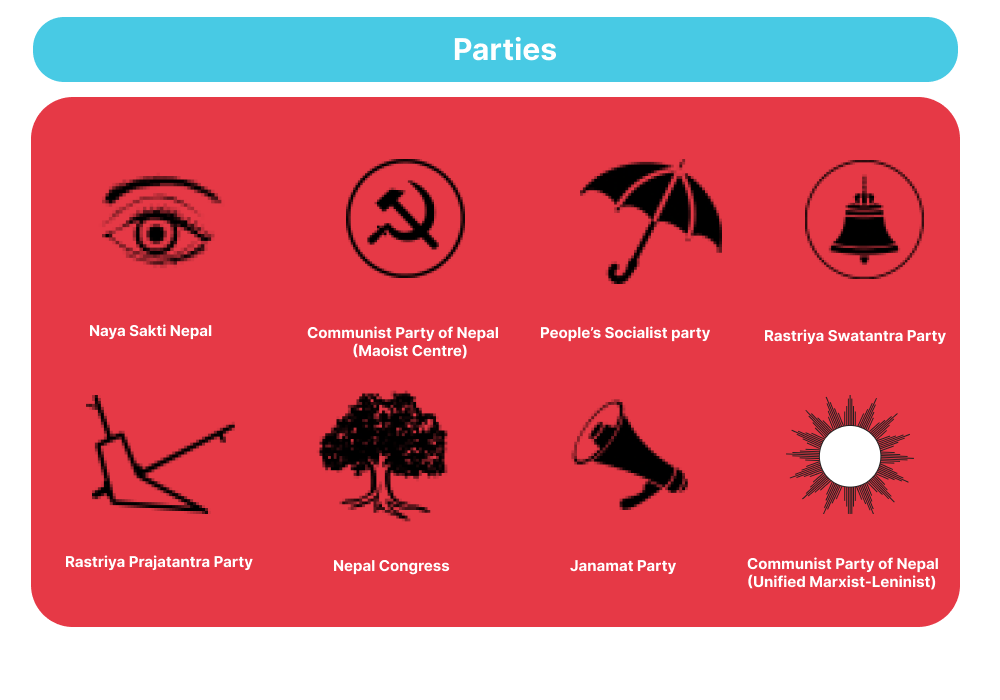 Parties
Naya Sakti Nepal
Communist Party of Nepal
(Maoist Centre)
People’s Socialist party
Rastriya Swatantra Party
Rastriya Prajatantra Party
Nepal Congress
Janamat Party
Communist Party of Nepal
(Unified Marxist-Leninist)